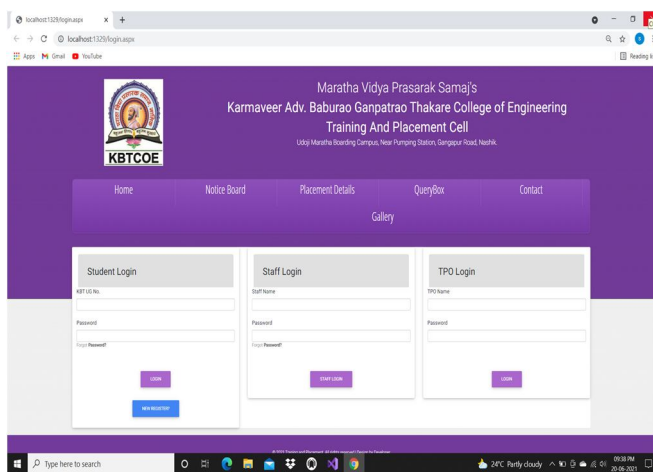 localhost:1329/login.aspx
localhost:1329/login.aspx
Apps Gmail YouTube Reading
KBTCOE
Maratha Vidya Prasarak Samaj's
Karmaveer Adv. Baburao Ganpatrao Thakare College of Engineering
Training And Placement Cell
Udoji Maratha Boarding Campus, Near Pumping Station, Gangapur Road, Nashik.
Home Notice Board Placement Details QueryBox Contact
Gallery
Student Login Staff Login TPO Login
KBT UG No. Staff Name TPO Name
Password Password Password
Forgot Password? Forgot Password?
LOGIN STAFF LOGIN LOGIN
NEW REGISTER?
Type here to search 24°C Partly cloudy 09:38 PM
20-06-2021